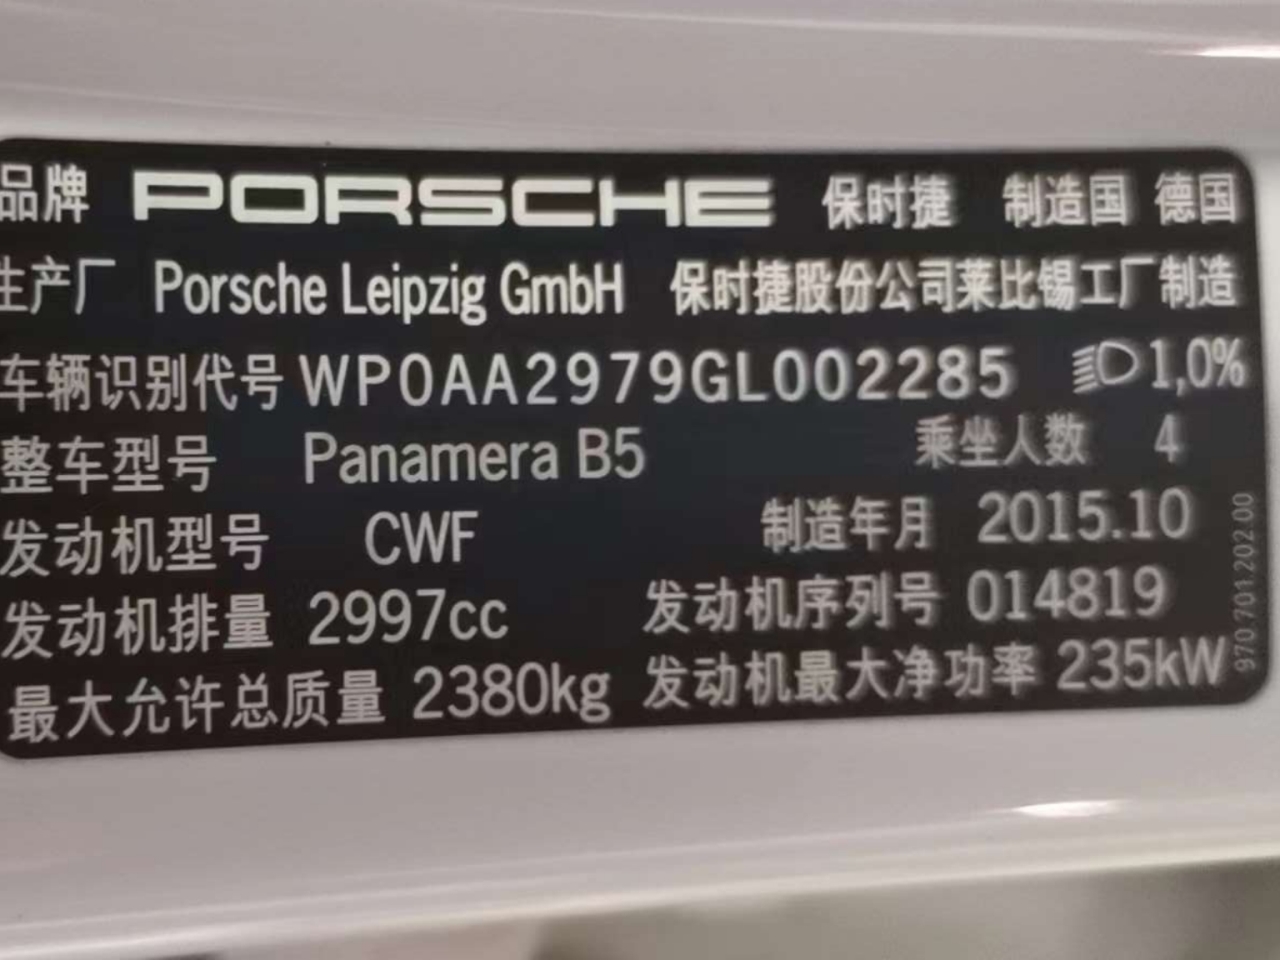 品牌 PORSCHE 保时捷 制造国 德国
生产厂 Porsche Leipzig GmbH 保时捷股份公司莱比锡工厂制造
车辆识别代号 WP0AA2979GL002285 1,0%
整车型号 Panamera B5 乘坐人数 4
发动机型号 CWF 制造年月 2015.10
发动机排量 2997cc 发动机序列号 014819
最大允许总质量 2380kg 发动机最大净功率 235kW
970.701.202.00